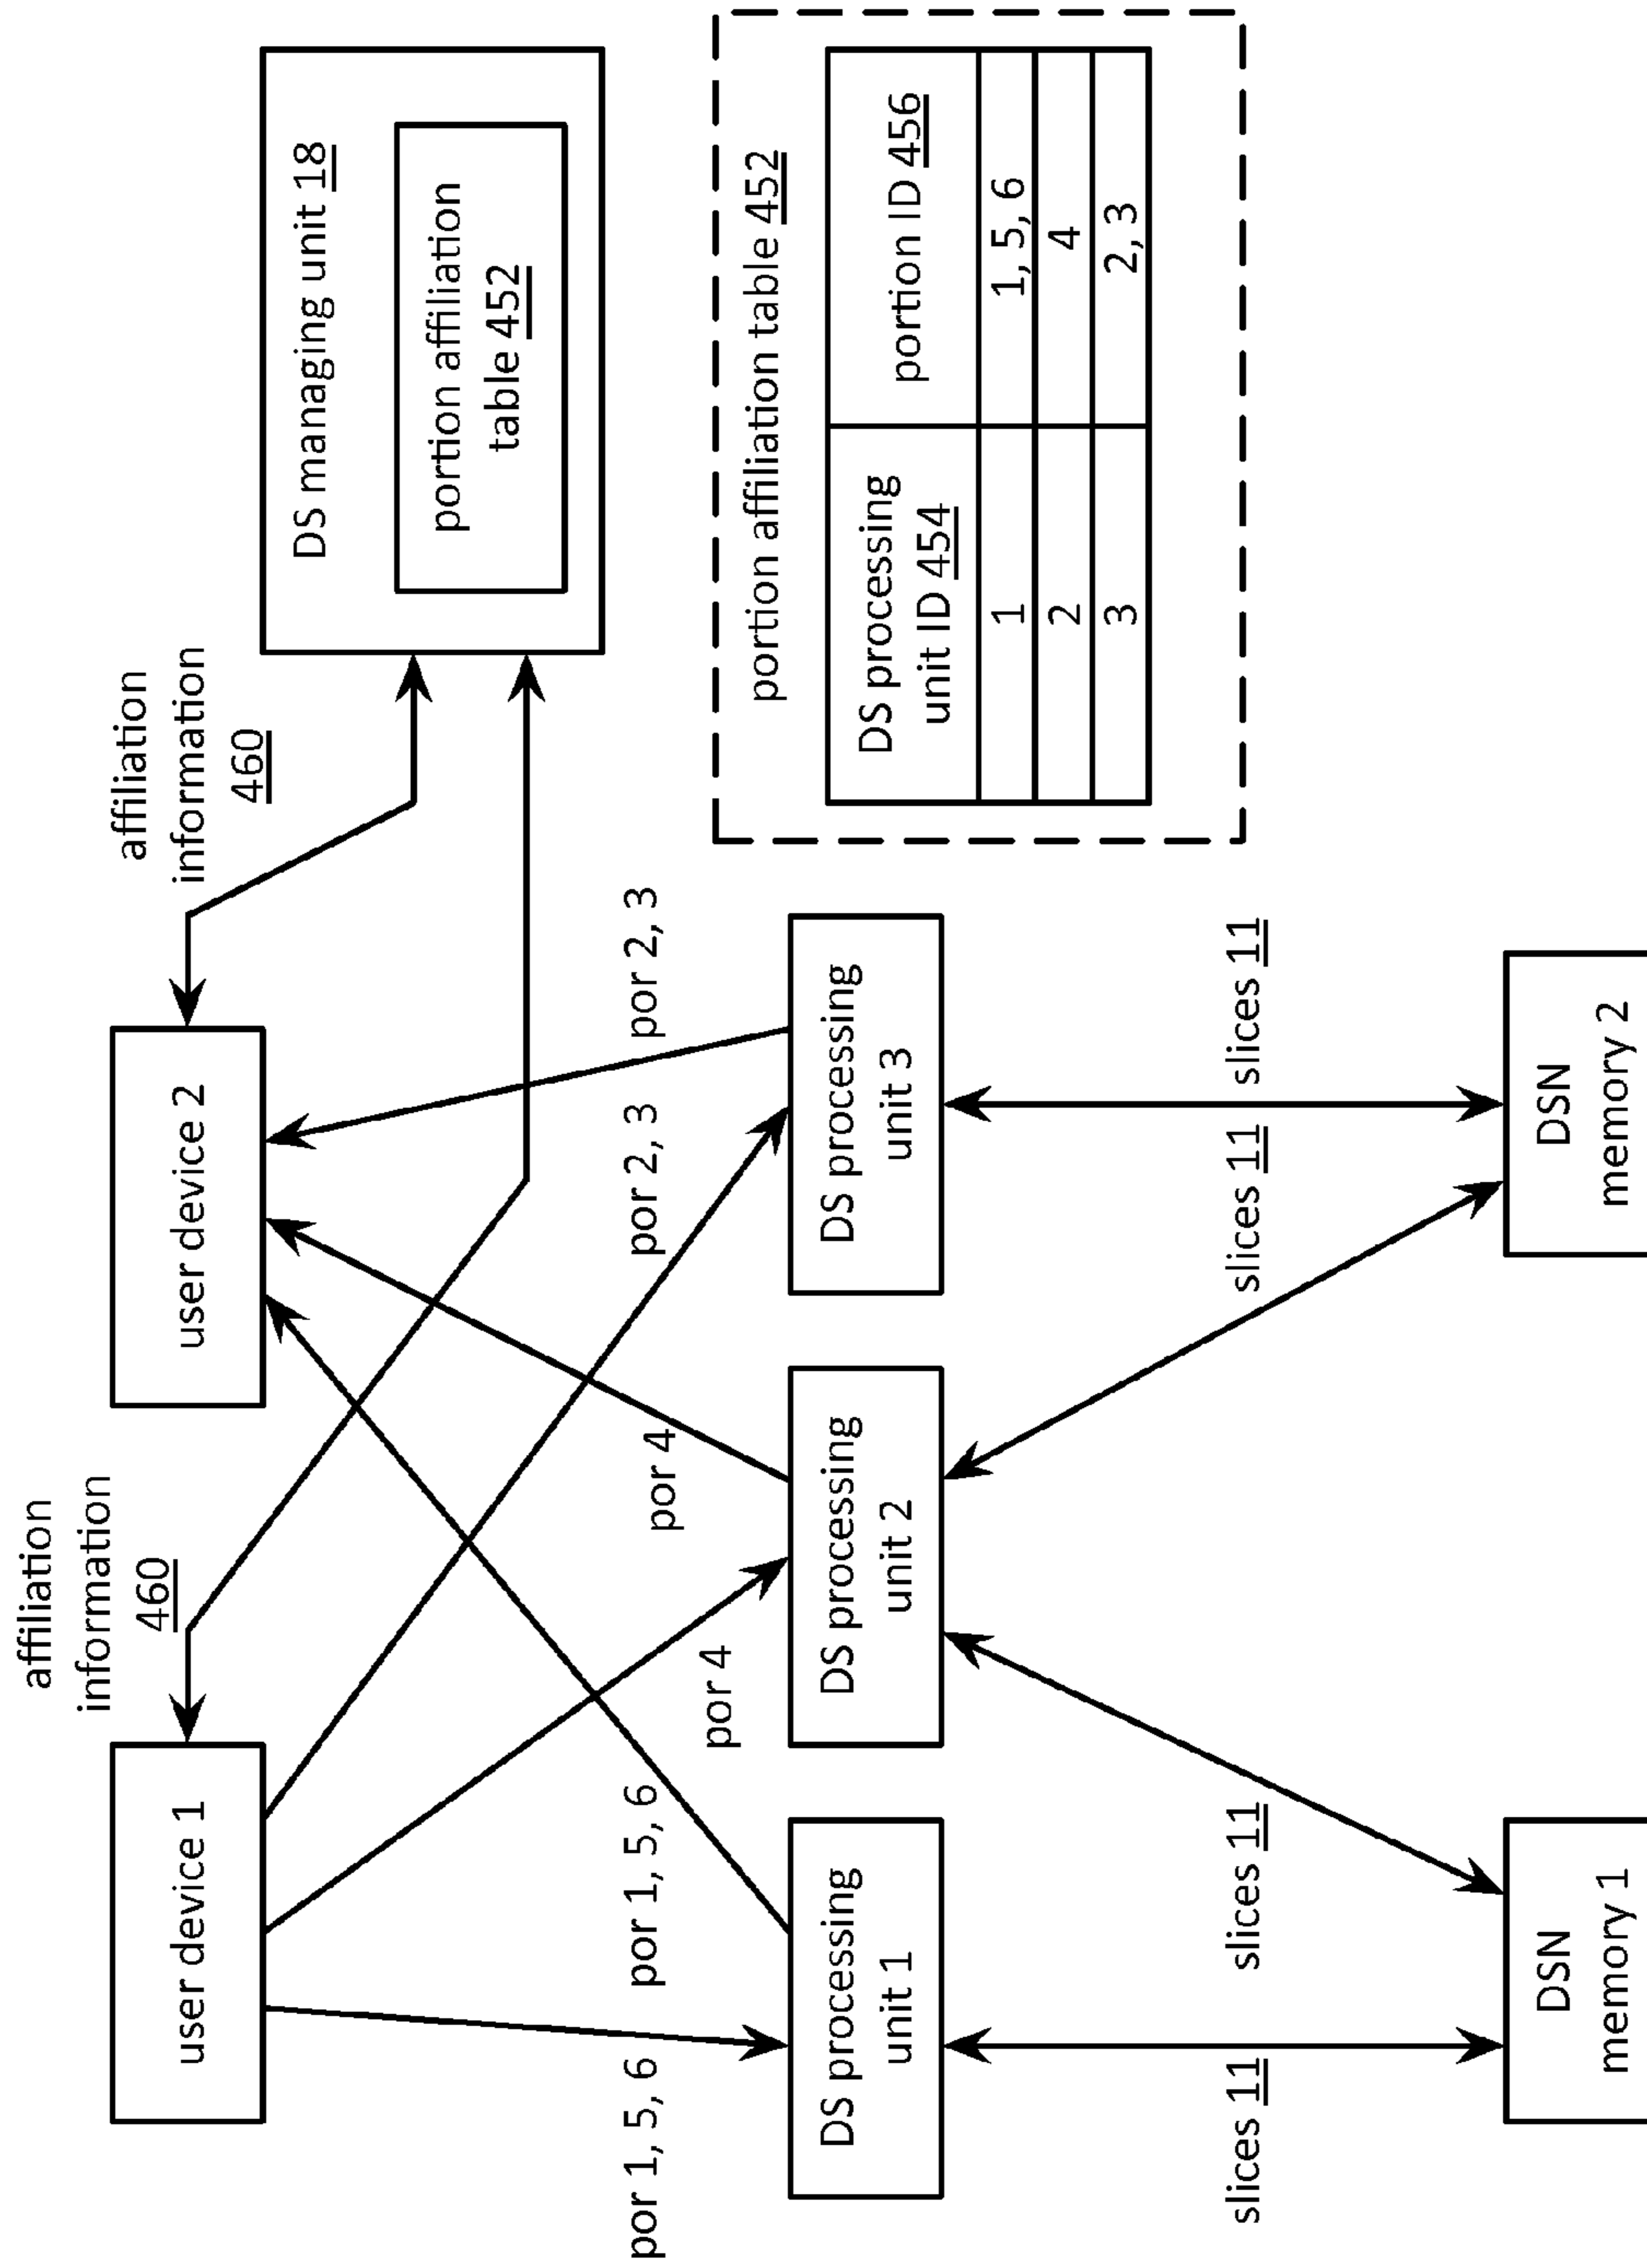 affiliation
information
460
affiliation
information
460
user device 1
user device 2
DS managing unit 18
portion affiliation
table 452
por 1, 5, 6
por 1, 5, 6
por 4
por 4
por 2, 3
por 2, 3
DS processing
unit 1
DS processing
unit 2
DS processing
unit 3
portion affiliation table 452
DS processing
unit ID 454
portion ID 456
1
1, 5, 6
2
4
3
2, 3
slices 11
slices 11
slices 11
slices 11
DSN
memory 1
DSN
memory 2